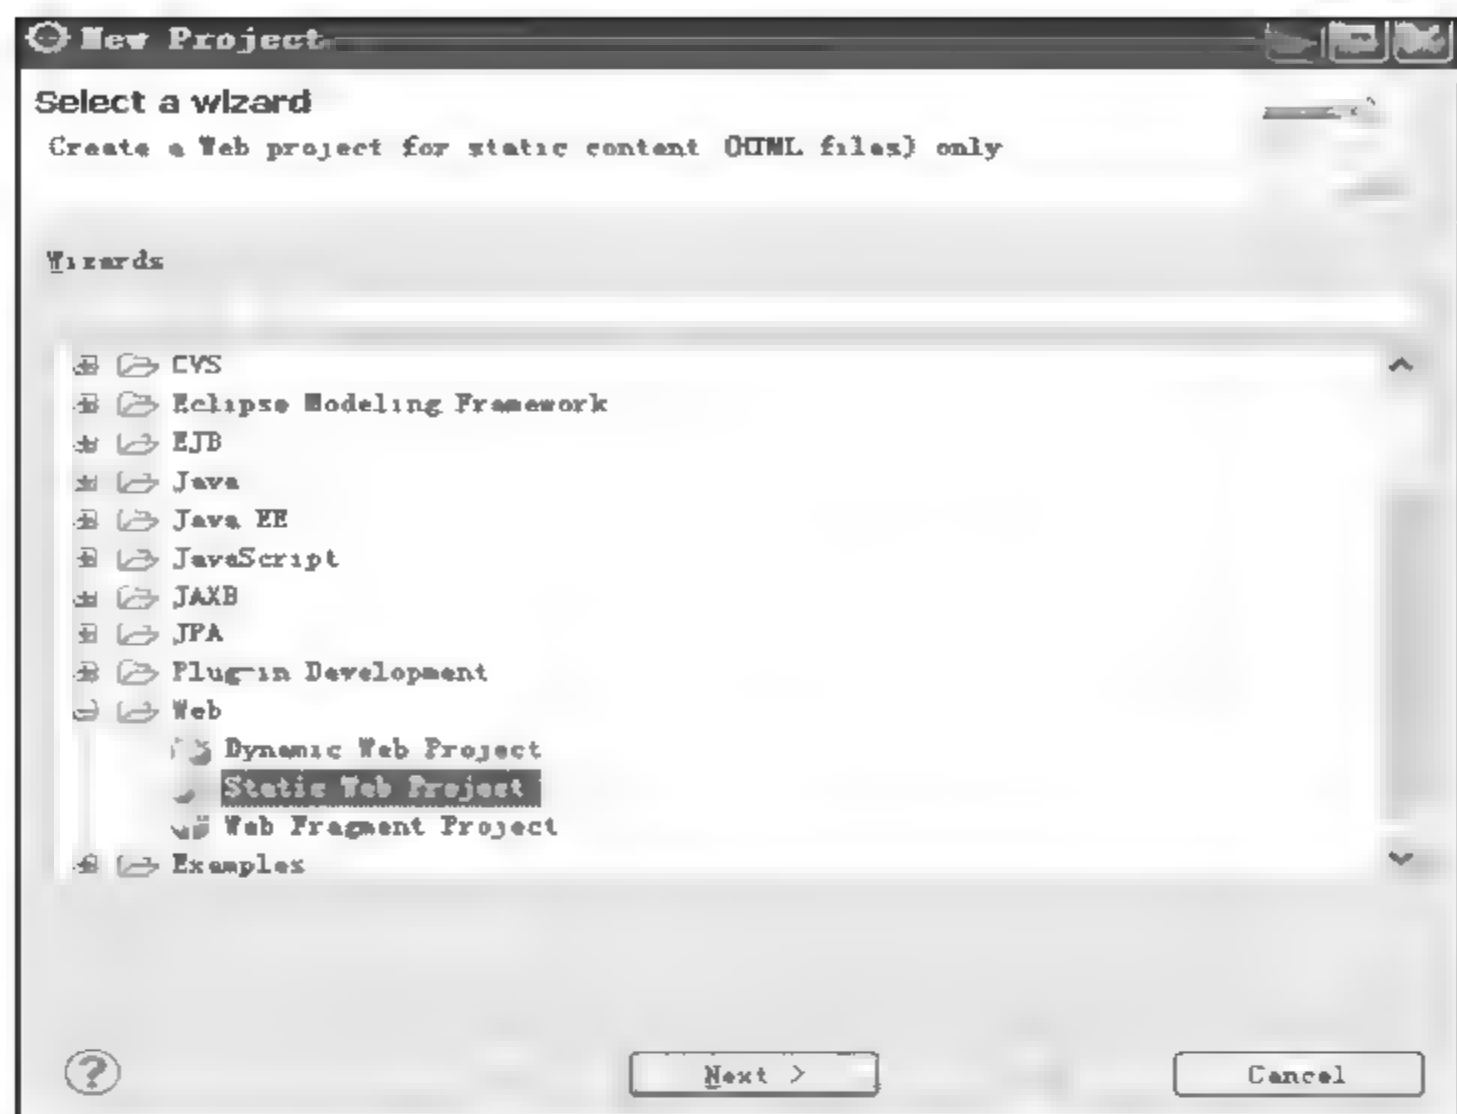 New Project
Select a wizard
Create a Web project for static content (HTML files) only
Wizards
CVS
Eclipse Modeling Framework
EJB
Java
Java EE
JavaScript
JAXB
JPA
Plug-in Development
Web
Dynamic Web Project
Static Web Project
Web Fragment Project
Examples
?
Next >
Cancel